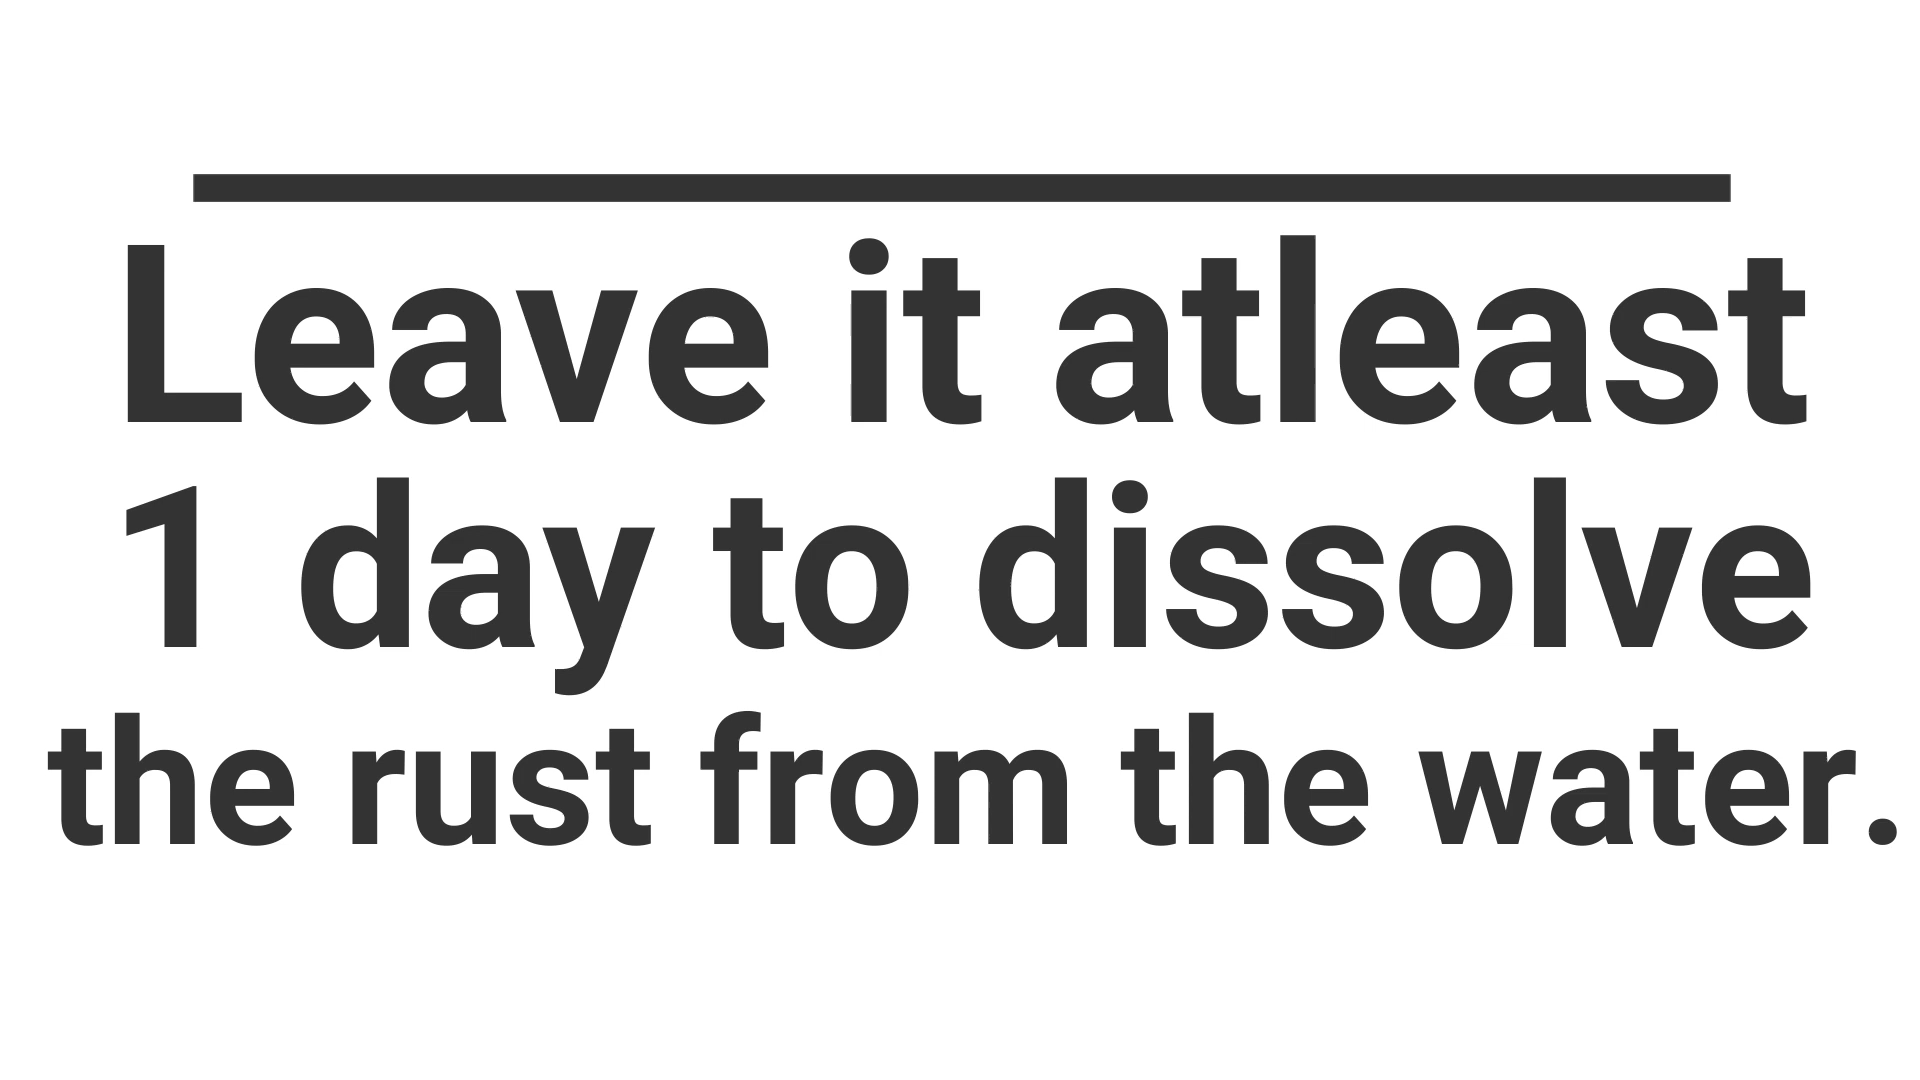 Leave it atleast
1 day to dissolve
the rust from the water.